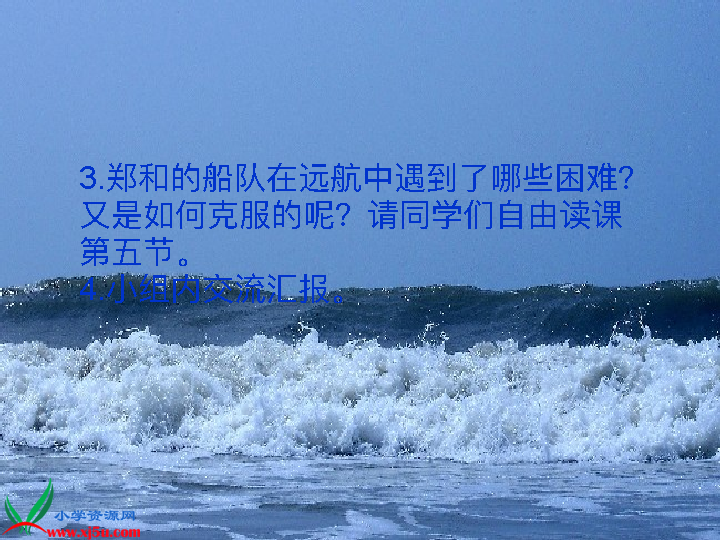 3.郑和的船队在远航中遇到了哪些困难?
又是如何克服的呢? 请同学们自由读课
第五节。
4.小组内交流汇报。
小学资源网
www.xj5u.com